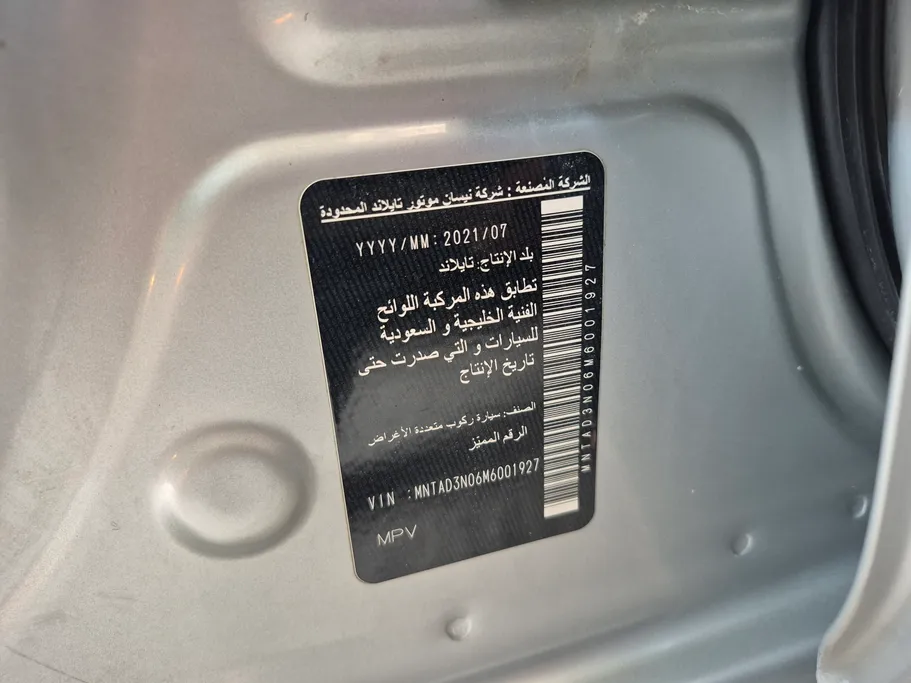 الشركة المصنعة : شركة نيسان موتور تايلاند المحدودة
YYYY/MM: 2021/07
بلد الإنتاج: تايلاند
تطابق هذه المركبة اللوائح
الفنية الخليجية و السعودية
للسيارات و التي صدرت حتى
تاريخ الإنتاج
الصنف: سيارة ركوب متعددة الأغراض
الرقم المميز
VIN :MNTAD3N06M6001927
MPV
MNTAD3N06M6001927